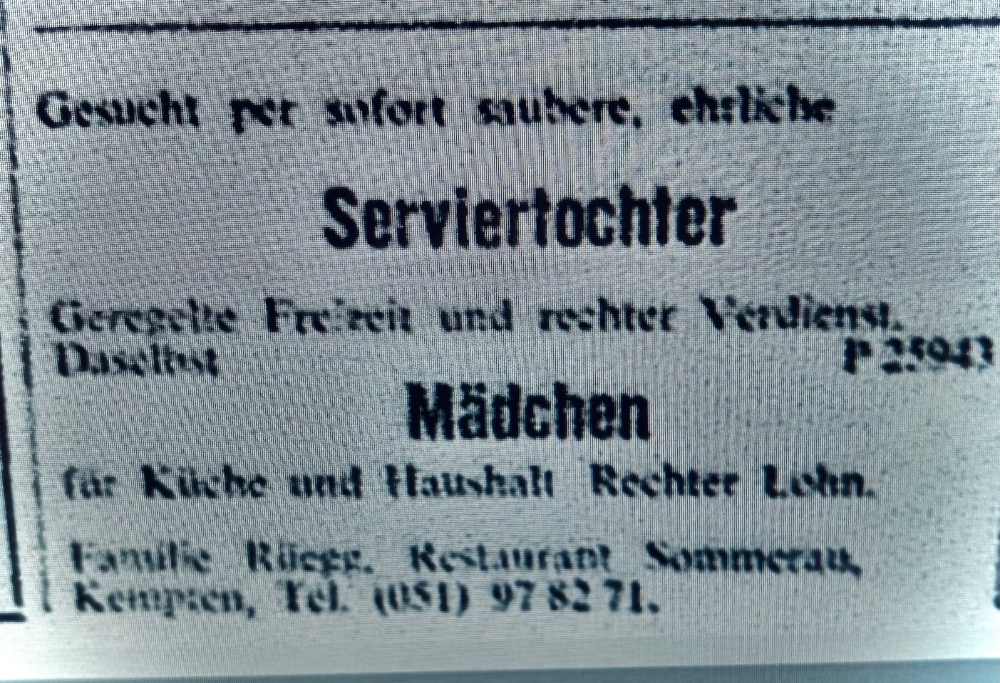 Gesucht per sofort saubere, ehrliche
Serviertochter
Geregelte Freizeit und rechter Verdienst.
Daselbst P 25943
Mädchen
für Küche und Haushalt Rechter Lohn.
Familie Rüegg, Restaurant Sommerau,
Kempten, Tel. (051) 97 82 71.